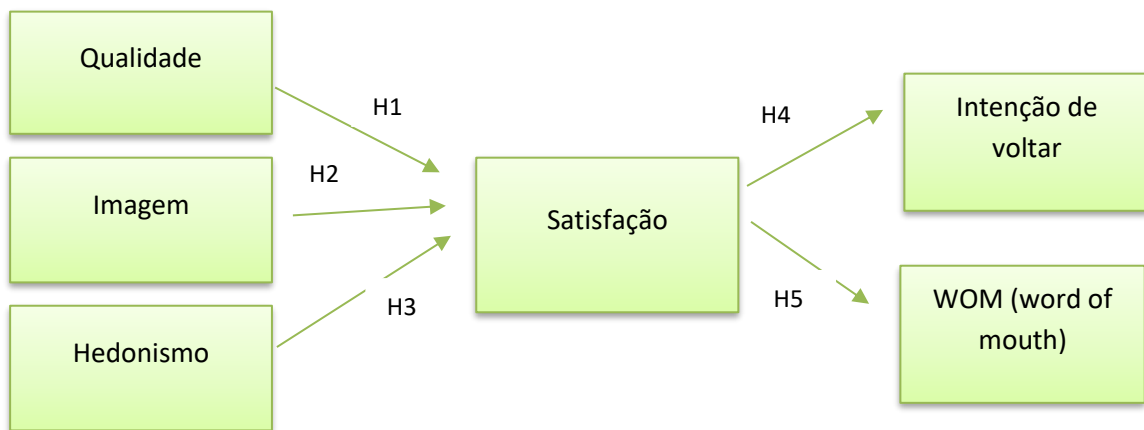 Qualidade
H1
H2
Imagem
H3
Hedonismo
Satisfação
H4
Intenção de
voltar
H5
WOM (word of
mouth)